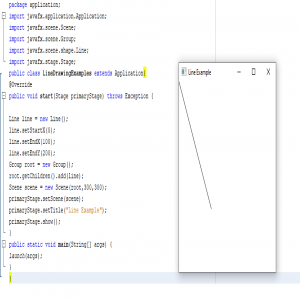 package application;
import javafx.application.Application;
import javafx.scene.Scene;
import javafx.scene.Group;
import javafx.scene.shape.Line;
import javafx.stage.Stage;
public class LineDrawingExamples extends Application{
@Override
public void start(Stage primaryStage) throws Exception {
Line line = new Line();
line.setStartX(0);
line.setEndX(100);
line.setEndY(200);
Group root = new Group();
root.getChildren().add(line);
Scene scene = new Scene(root,300,300);
primaryStage.setScene(scene);
primaryStage.setTitle("Line Example");
primaryStage.show();
}
public static void main(String[] args) {
launch(args);
}
}
Line Example